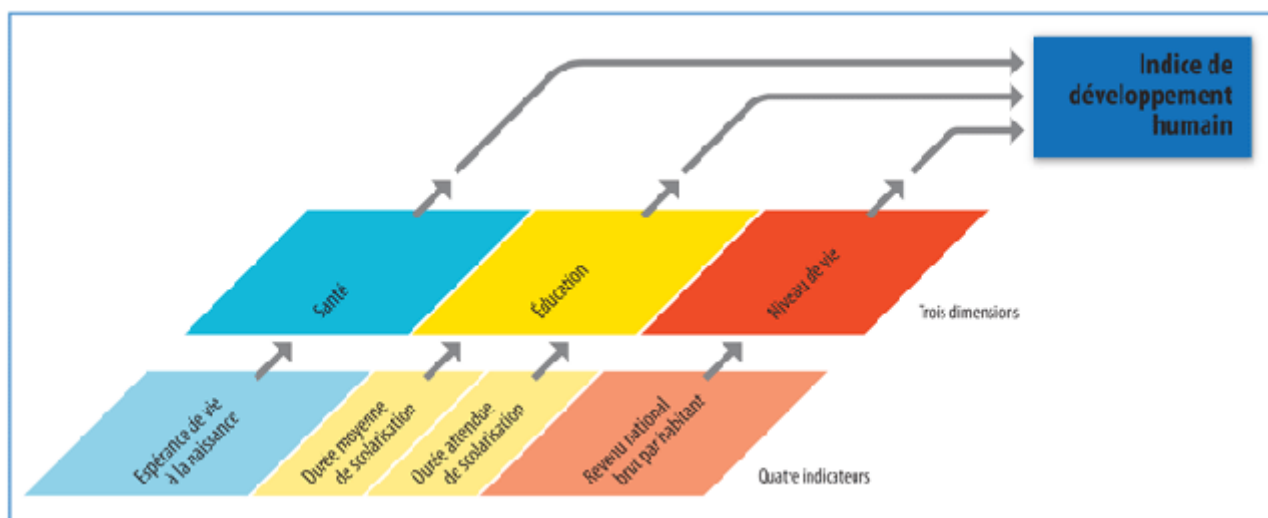 Indice de
développement
humain
Santé
Éducation
Niveau de vie
Trois dimensions
Espérance de vie
à la naissance
Durée moyenne
de scolarisation
Durée attendue
de scolarisation
Revenu national
brut par habitant
Quatre indicateurs